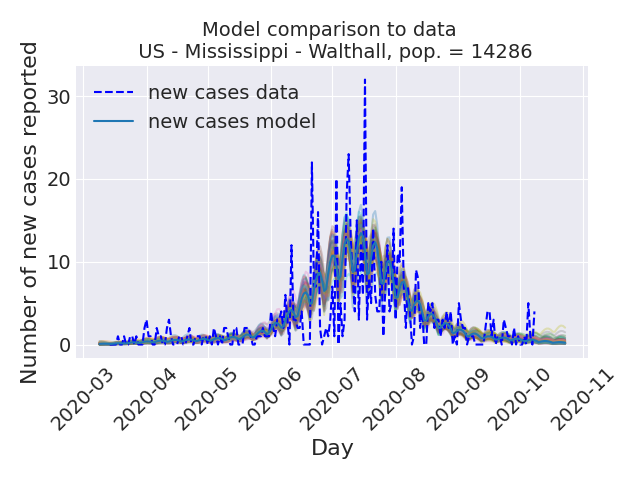 Model comparison to data
US - Mississippi - Walthall, pop. = 14286
Number of new cases reported
30
20
10
0
new cases data
new cases model
2020-03
2020-04
2020-05
2020-06
2020-07
2020-08
2020-09
2020-10
2020-11
Day